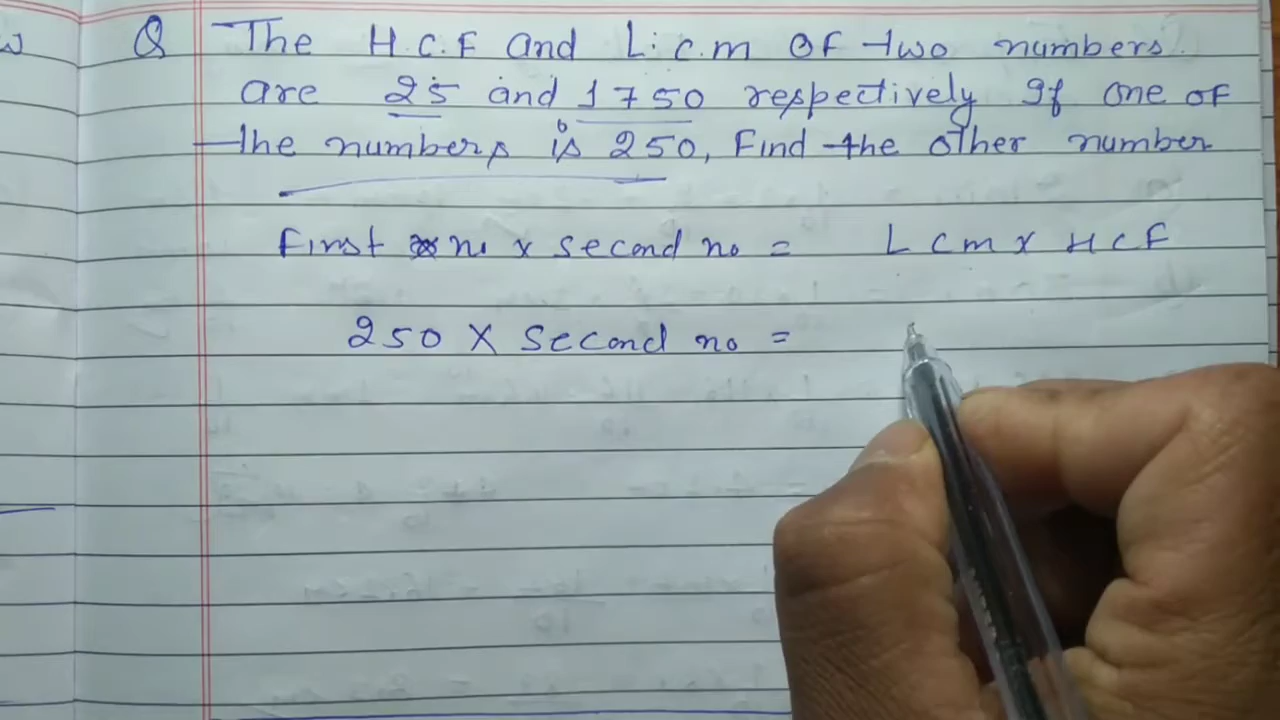 Q The H.C.F and L.C.M OF two numbers
are 25 and 1750 respectively If one of
the numbers is 250, Find the other number
First no x second no = LCM x HCF
250 x second no =